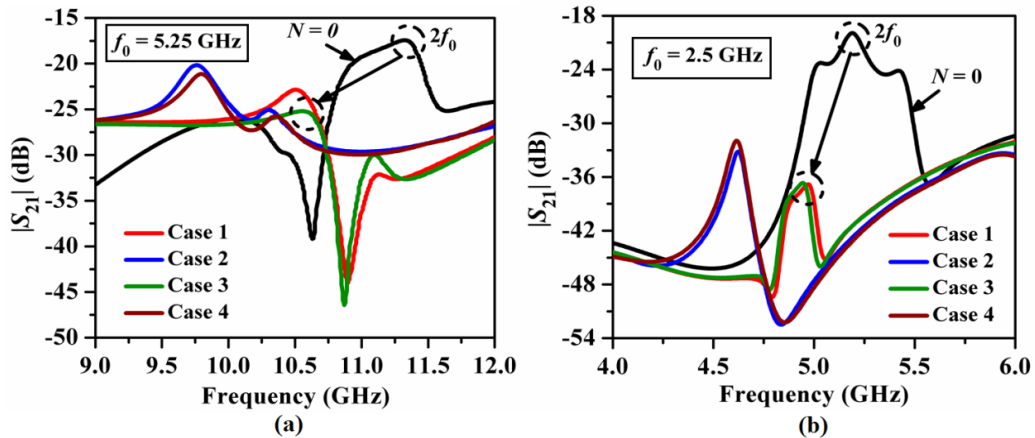 -15
-20
-25
-30
-35
-40
-45
-50
|S21| (dB)
f0 = 5.25 GHz
N = 0
2f0
Case 1
Case 2
Case 3
Case 4
9.0 9.5 10.0 10.5 11.0 11.5 12.0
Frequency (GHz)
(a)
-18
-24
-30
-36
-42
-48
-54
|S21| (dB)
f0 = 2.5 GHz
2f0
N = 0
Case 1
Case 2
Case 3
Case 4
4.0 4.5 5.0 5.5 6.0
Frequency (GHz)
(b)